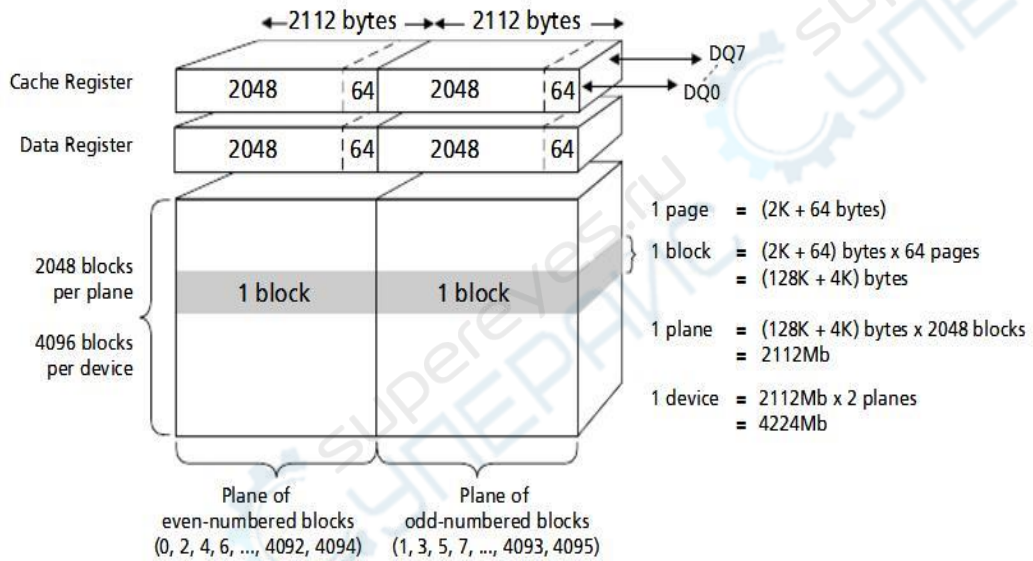 2112 bytes 2112 bytes
DQ7
Cache Register 2048 64 2048 64 DQ0
Data Register 2048 64 2048 64
1 page = (2K + 64 bytes)
1 block = (2K + 64) bytes x 64 pages
= (128K + 4K) bytes
2048 blocks
per plane
1 block 1 block
4096 blocks
per device
1 plane = (128K + 4K) bytes x 2048 blocks
= 2112Mb
1 device = 2112Mb x 2 planes
= 4224Mb
Plane of
even-numbered blocks
(0, 2, 4, 6, ..., 4092, 4094)
Plane of
odd-numbered blocks
(1, 3, 5, 7, ..., 4093, 4095)
supereyes.ru
СУПЕРАЙС